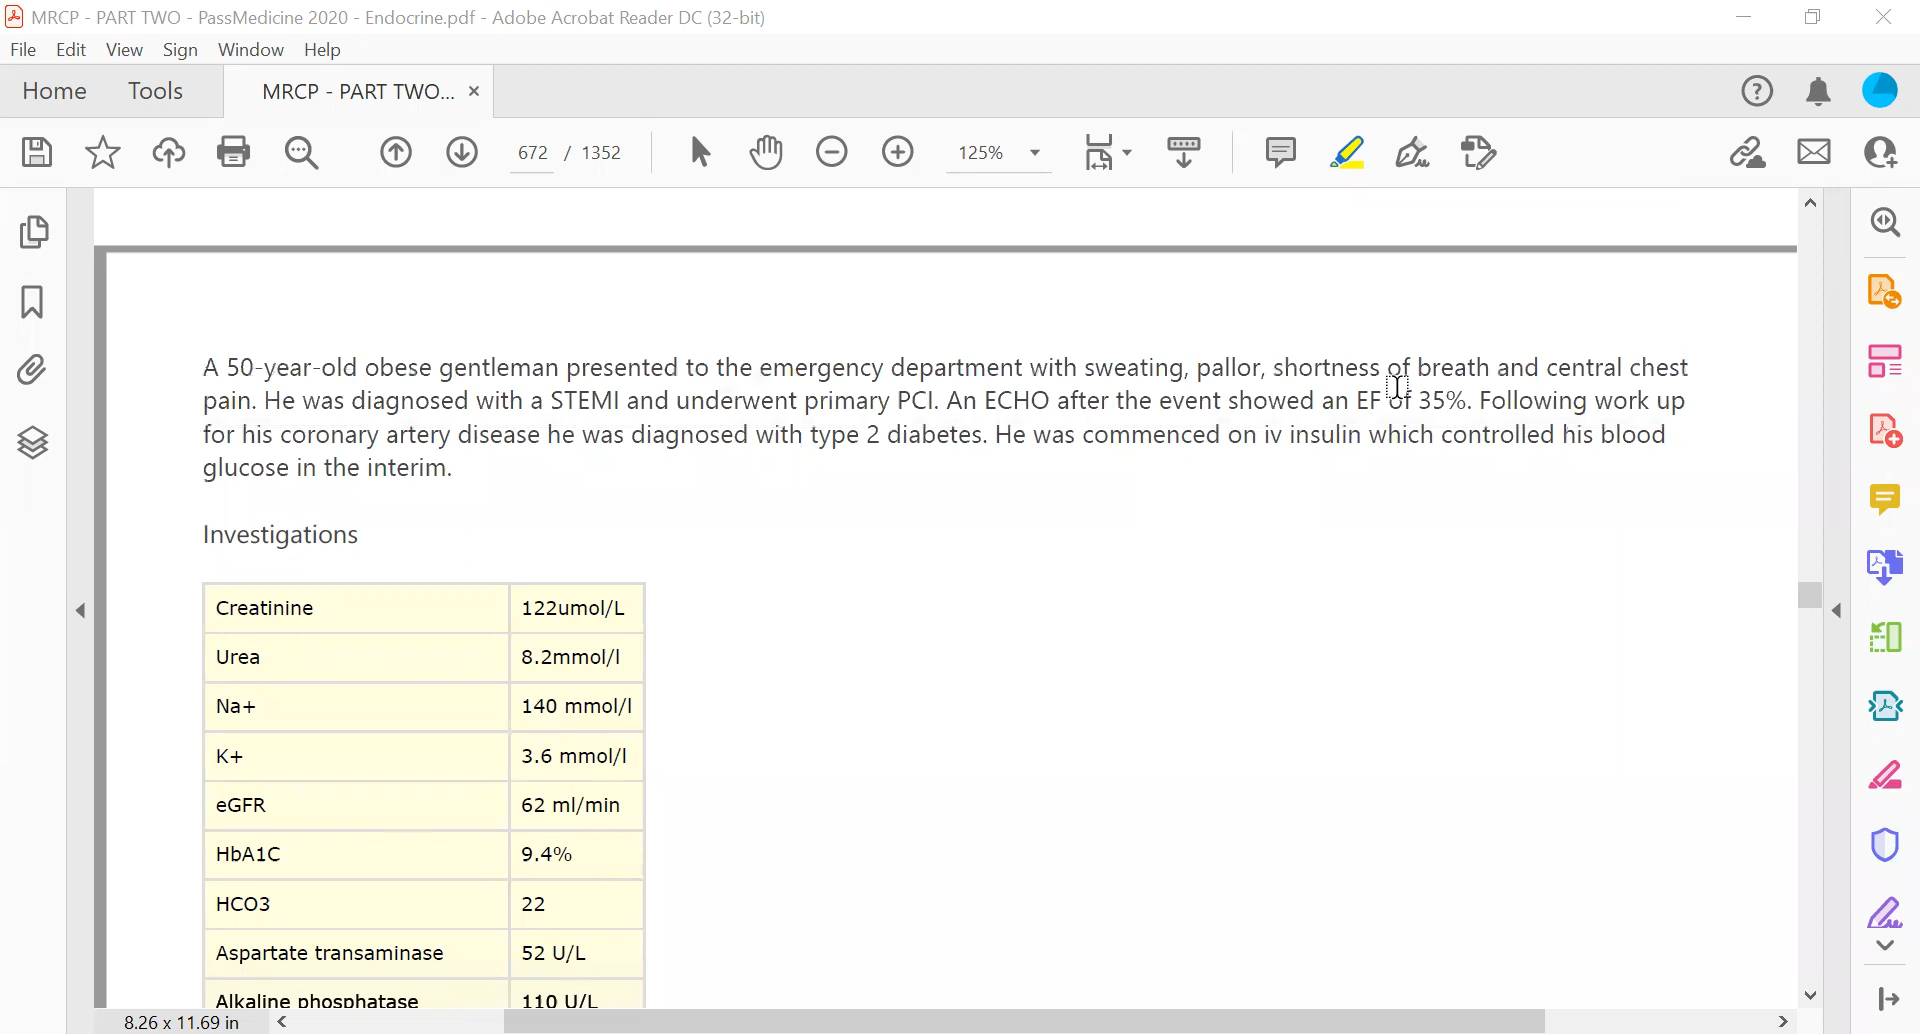 MRCP - PART TWO - PassMedicine 2020 - Endocrine.pdf - Adobe Acrobat Reader DC (32-bit)
File Edit View Sign Window Help
Home Tools MRCP - PART TWO... ×
672 / 1352 125%
A 50-year-old obese gentleman presented to the emergency department with sweating, pallor, shortness of breath and central chest
pain. He was diagnosed with a STEMI and underwent primary PCI. An ECHO after the event showed an EF of 35%. Following work up
for his coronary artery disease he was diagnosed with type 2 diabetes. He was commenced on iv insulin which controlled his blood
glucose in the interim.
Investigations
Creatinine 122umol/L
Urea 8.2mmol/l
Na+ 140 mmol/l
K+ 3.6 mmol/l
eGFR 62 ml/min
HbA1C 9.4%
HCO3 22
Aspartate transaminase 52 U/L
Alkaline phosphatase 110 U/L
8.26 x 11.69 in